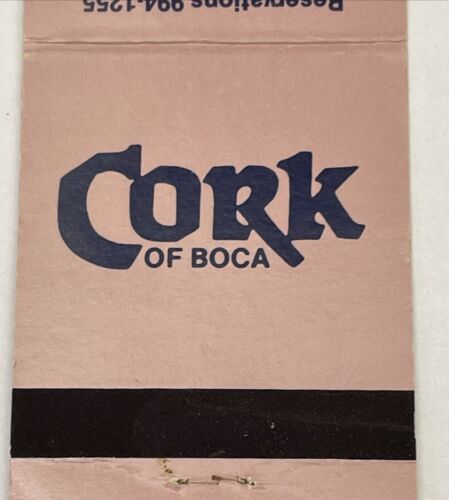 Reservations 994-1255
CORK
OF BOCA